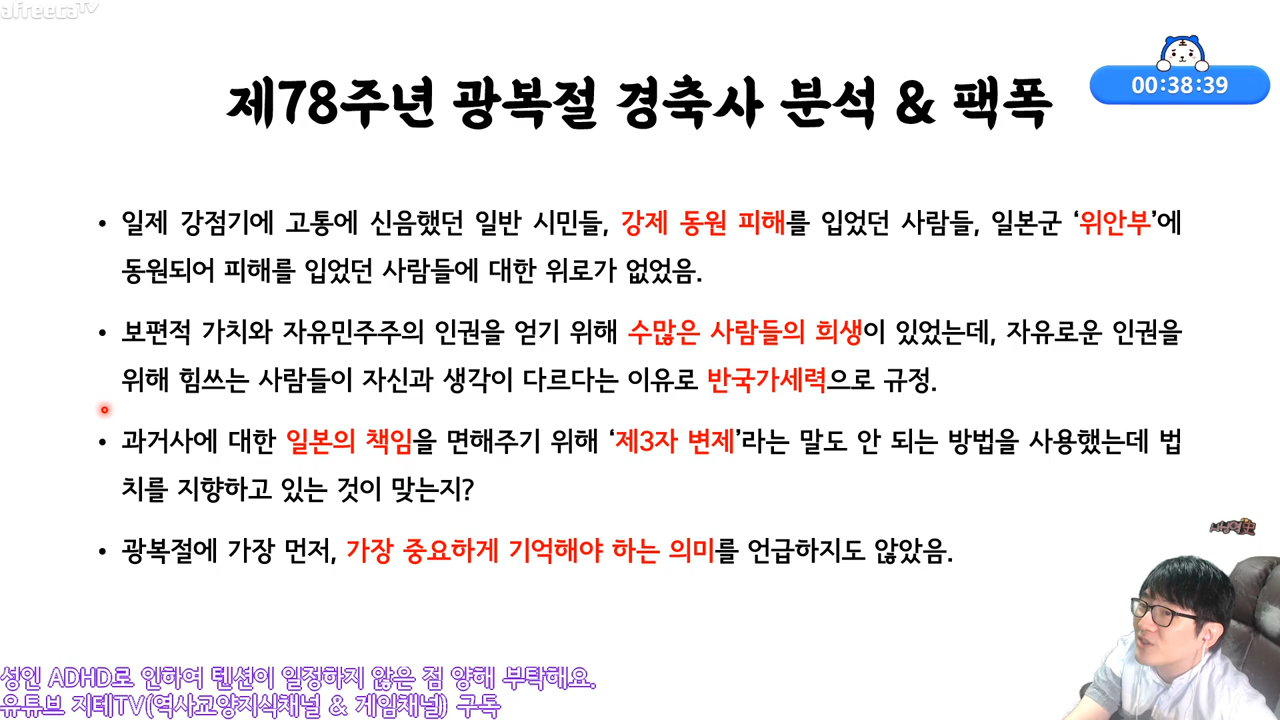 afreecaTV
00:38:39
제78주년 광복절 경축사 분석 & 팩폭
• 일제 강점기에 고통에 신음했던 일반 시민들, 강제 동원 피해를 입었던 사람들, 일본군 ‘위안부’에
동원되어 피해를 입었던 사람들에 대한 위로가 없었음.
• 보편적 가치와 자유민주주의 인권을 얻기 위해 수많은 사람들의 희생이 있었는데, 자유로운 인권을
위해 힘쓰는 사람들이 자신과 생각이 다르다는 이유로 반국가세력으로 규정.
• 과거사에 대한 일본의 책임을 면해주기 위해 ‘제3자 변제’라는 말도 안 되는 방법을 사용했는데 법
치를 지향하고 있는 것이 맞는지?
• 광복절에 가장 먼저, 가장 중요하게 기억해야 하는 의미를 언급하지도 않았음.
성인 ADHD로 인하여 텐션이 일정하지 않은 점 양해 부탁해요.
유튜브 지테TV(역사교양지식채널 & 게임채널) 구독